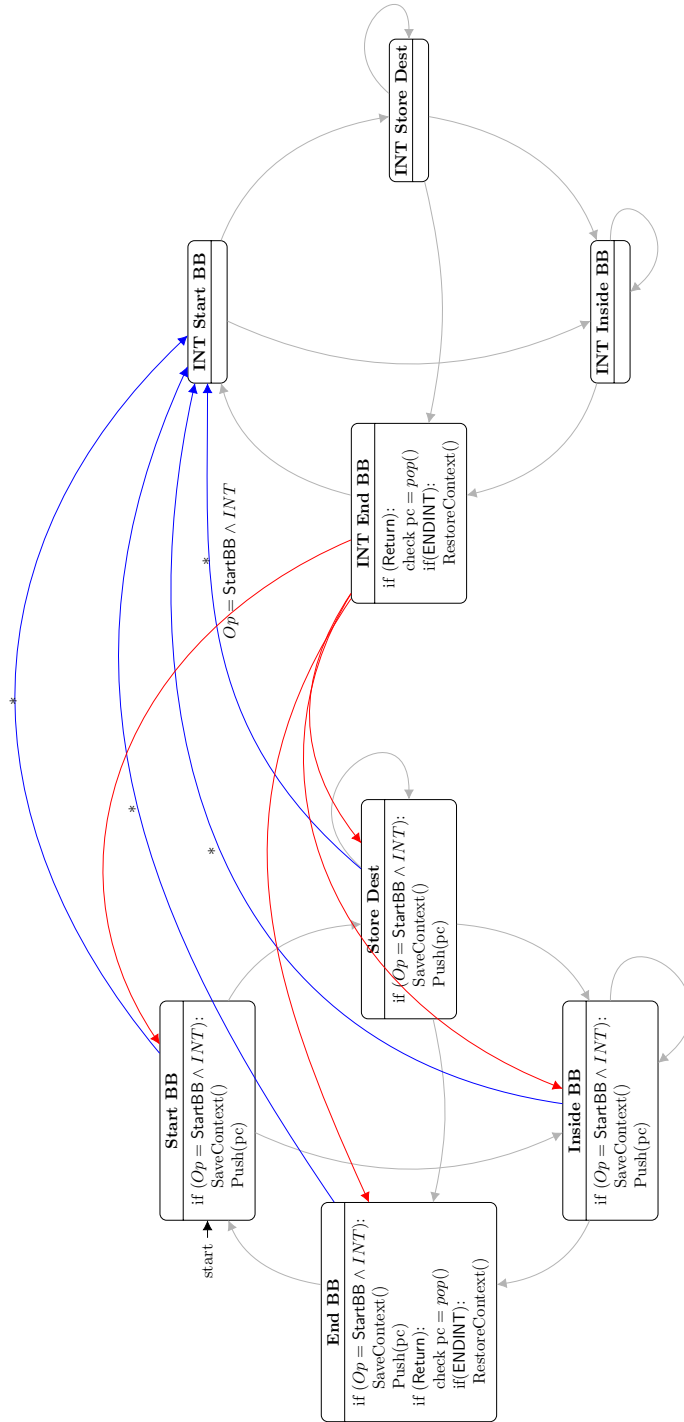 start
Start BB
if (Op = StartBB ∧ INT):
SaveContext()
Push(pc)
End BB
if (Op = StartBB ∧ INT):
SaveContext()
Push(pc)
if (Return):
check pc = pop()
if(ENDINT):
RestoreContext()
Store Dest
if (Op = StartBB ∧ INT):
SaveContext()
Push(pc)
Inside BB
if (Op = StartBB ∧ INT):
SaveContext()
Push(pc)
*
*
*
*
Op = StartBB ∧ INT
INT Start BB
INT End BB
if (Return):
check pc = pop()
if(ENDINT):
RestoreContext()
INT Store Dest
INT Inside BB